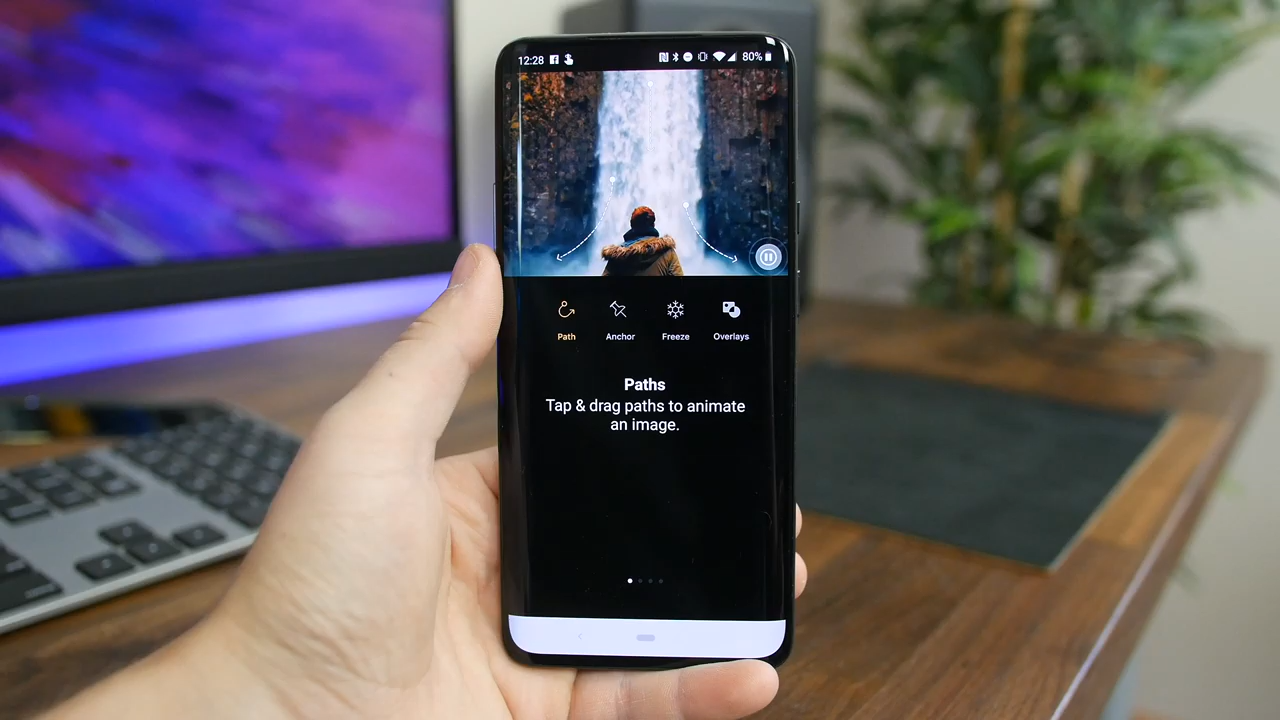 12:28 80%
Path Anchor Freeze Overlays
Paths
Tap & drag paths to animate
an image.